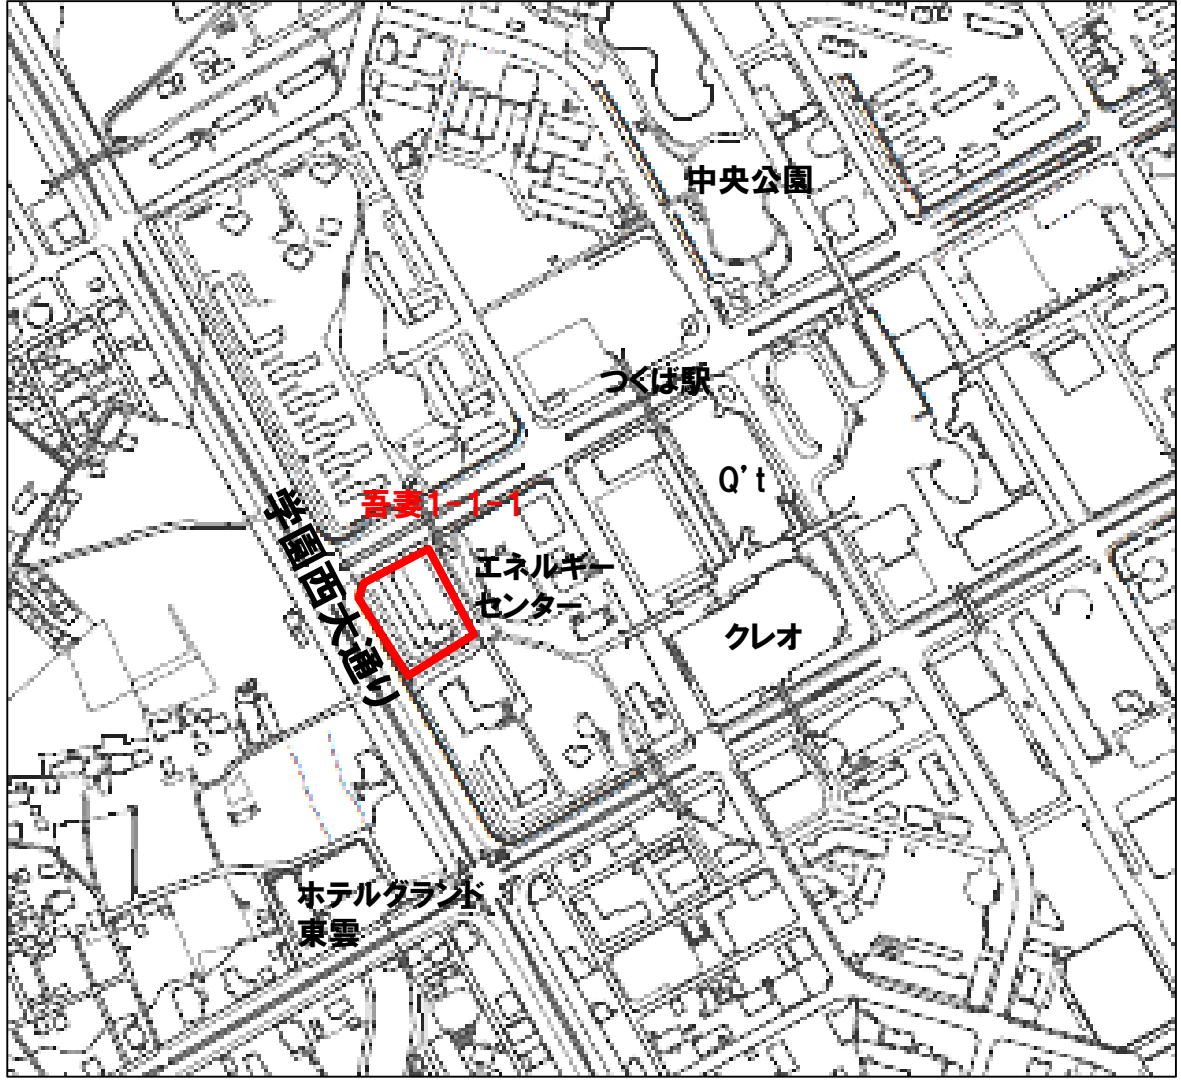 中央公園
つくば駅
Q't
吾妻1-1-1
学園西大通り
エネルギー
センター
クレオ
ホテルグランド
東雲